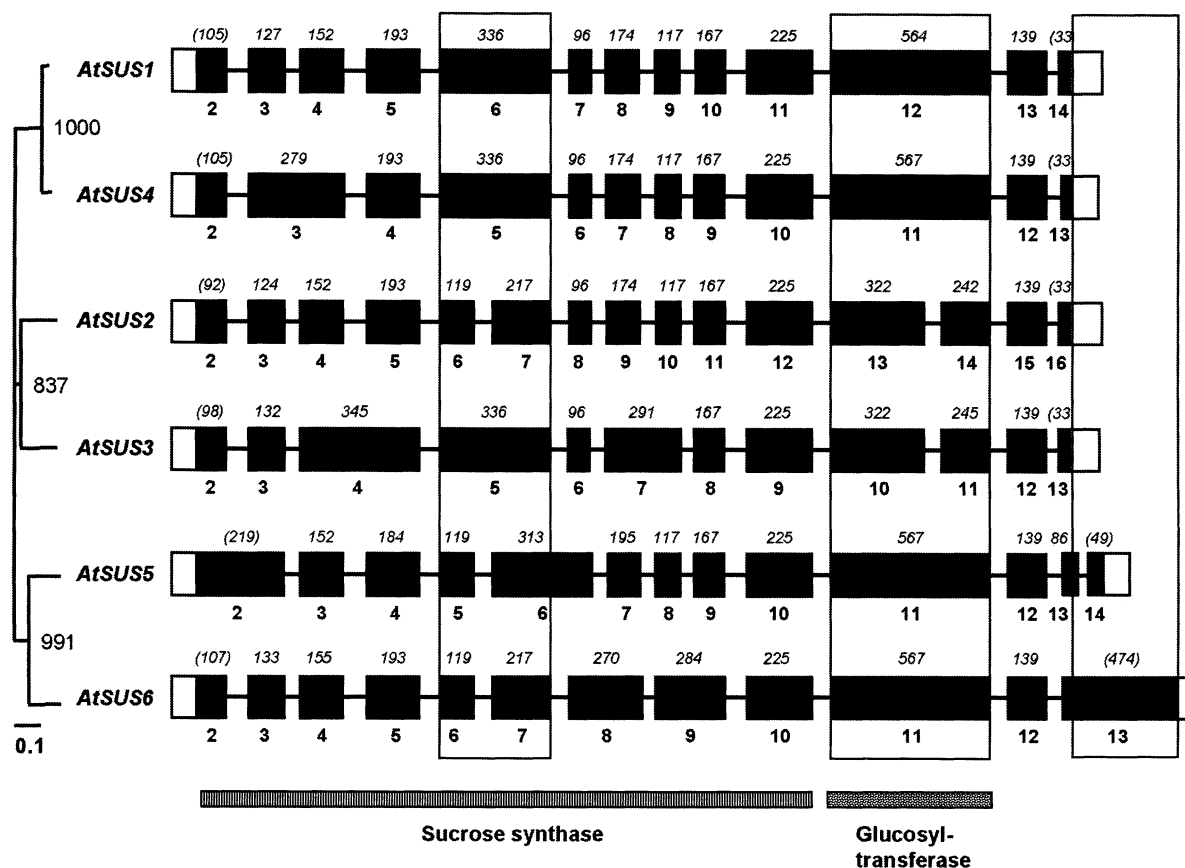 (105) 127 152 193 336 96 174 117 167 225 564 139 (33
AtSUS1
2 3 4 5 6 7 8 9 10 11 12 13 14
1000
(105) 279 193 336 96 174 117 167 225 567 139 (33
AtSUS4
2 3 4 5 6 7 8 9 10 11 12 13
(92) 124 152 193 119 217 96 174 117 167 225 322 242 139 (33
AtSUS2
2 3 4 5 6 7 8 9 10 11 12 13 14 15 16
837
(98) 132 345 336 96 291 167 225 322 245 139 (33
AtSUS3
2 3 4 5 6 7 8 9 10 11 12 13
(219) 152 184 119 313 195 117 167 225 567 139 86 (49)
AtSUS5
2 3 4 5 6 7 8 9 10 11 12 13 14
991
(107) 133 155 193 119 217 270 284 225 567 139 (474)
AtSUS6
2 3 4 5 6 7 8 9 10 11 12 13
0.1
Sucrose synthase
Glucosyl-
transferase